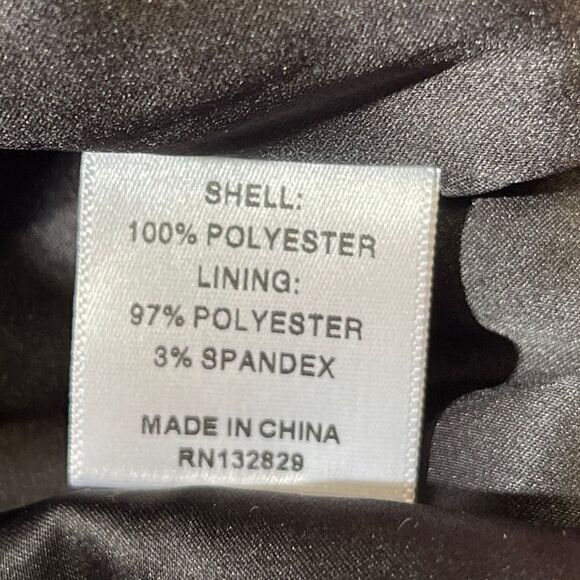 SHELL:
100% POLYESTER
LINING:
97% POLYESTER
3% SPANDEX
MADE IN CHINA
RN132829